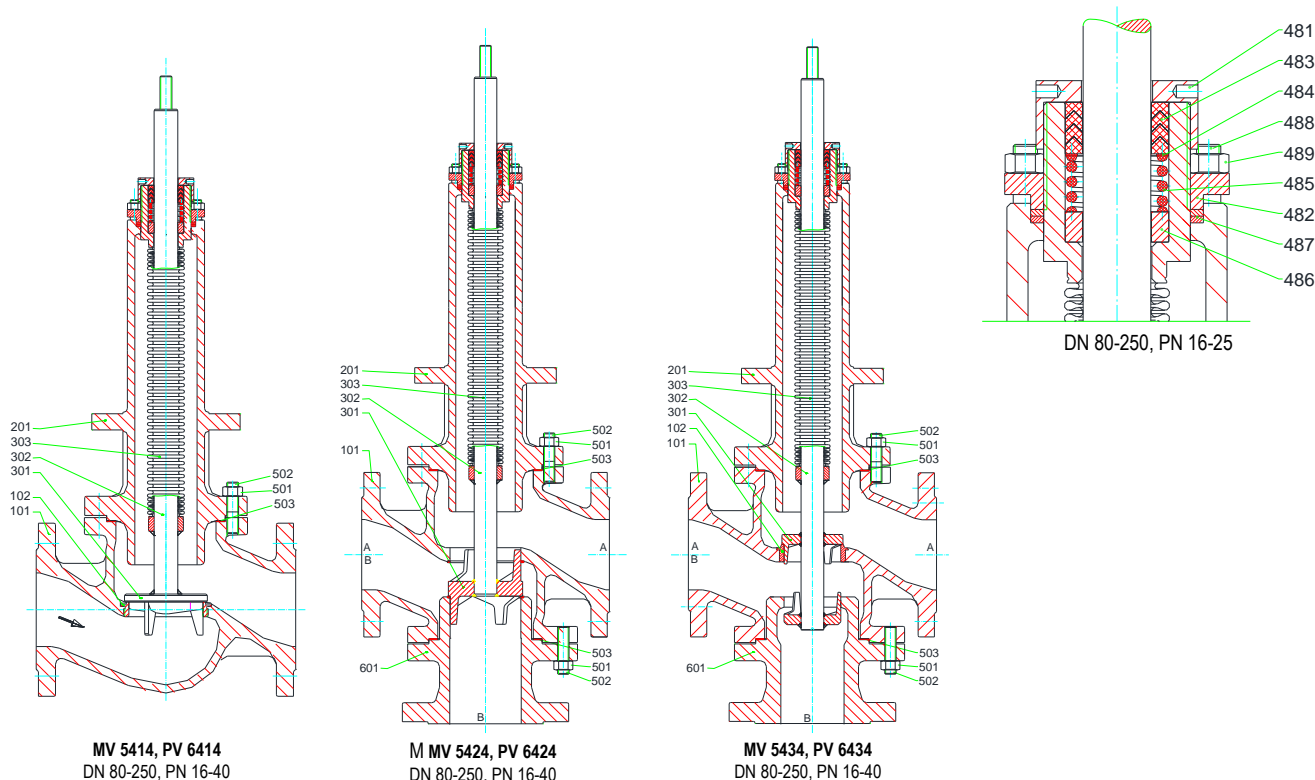 201
303
302
301
102
101
502
501
503
MV 5414, PV 6414
DN 80-250, PN 16-40
201
303
302
301
101
502
501
503
A
B
A
601
503
501
502
B
M MV 5424, PV 6424
DN 80-250, PN 16-40
201
303
302
301
102
101
502
501
503
A
B
A
601
503
501
502
B
MV 5434, PV 6434
DN 80-250, PN 16-40
481
483
484
488
489
485
482
487
486
DN 80-250, PN 16-25